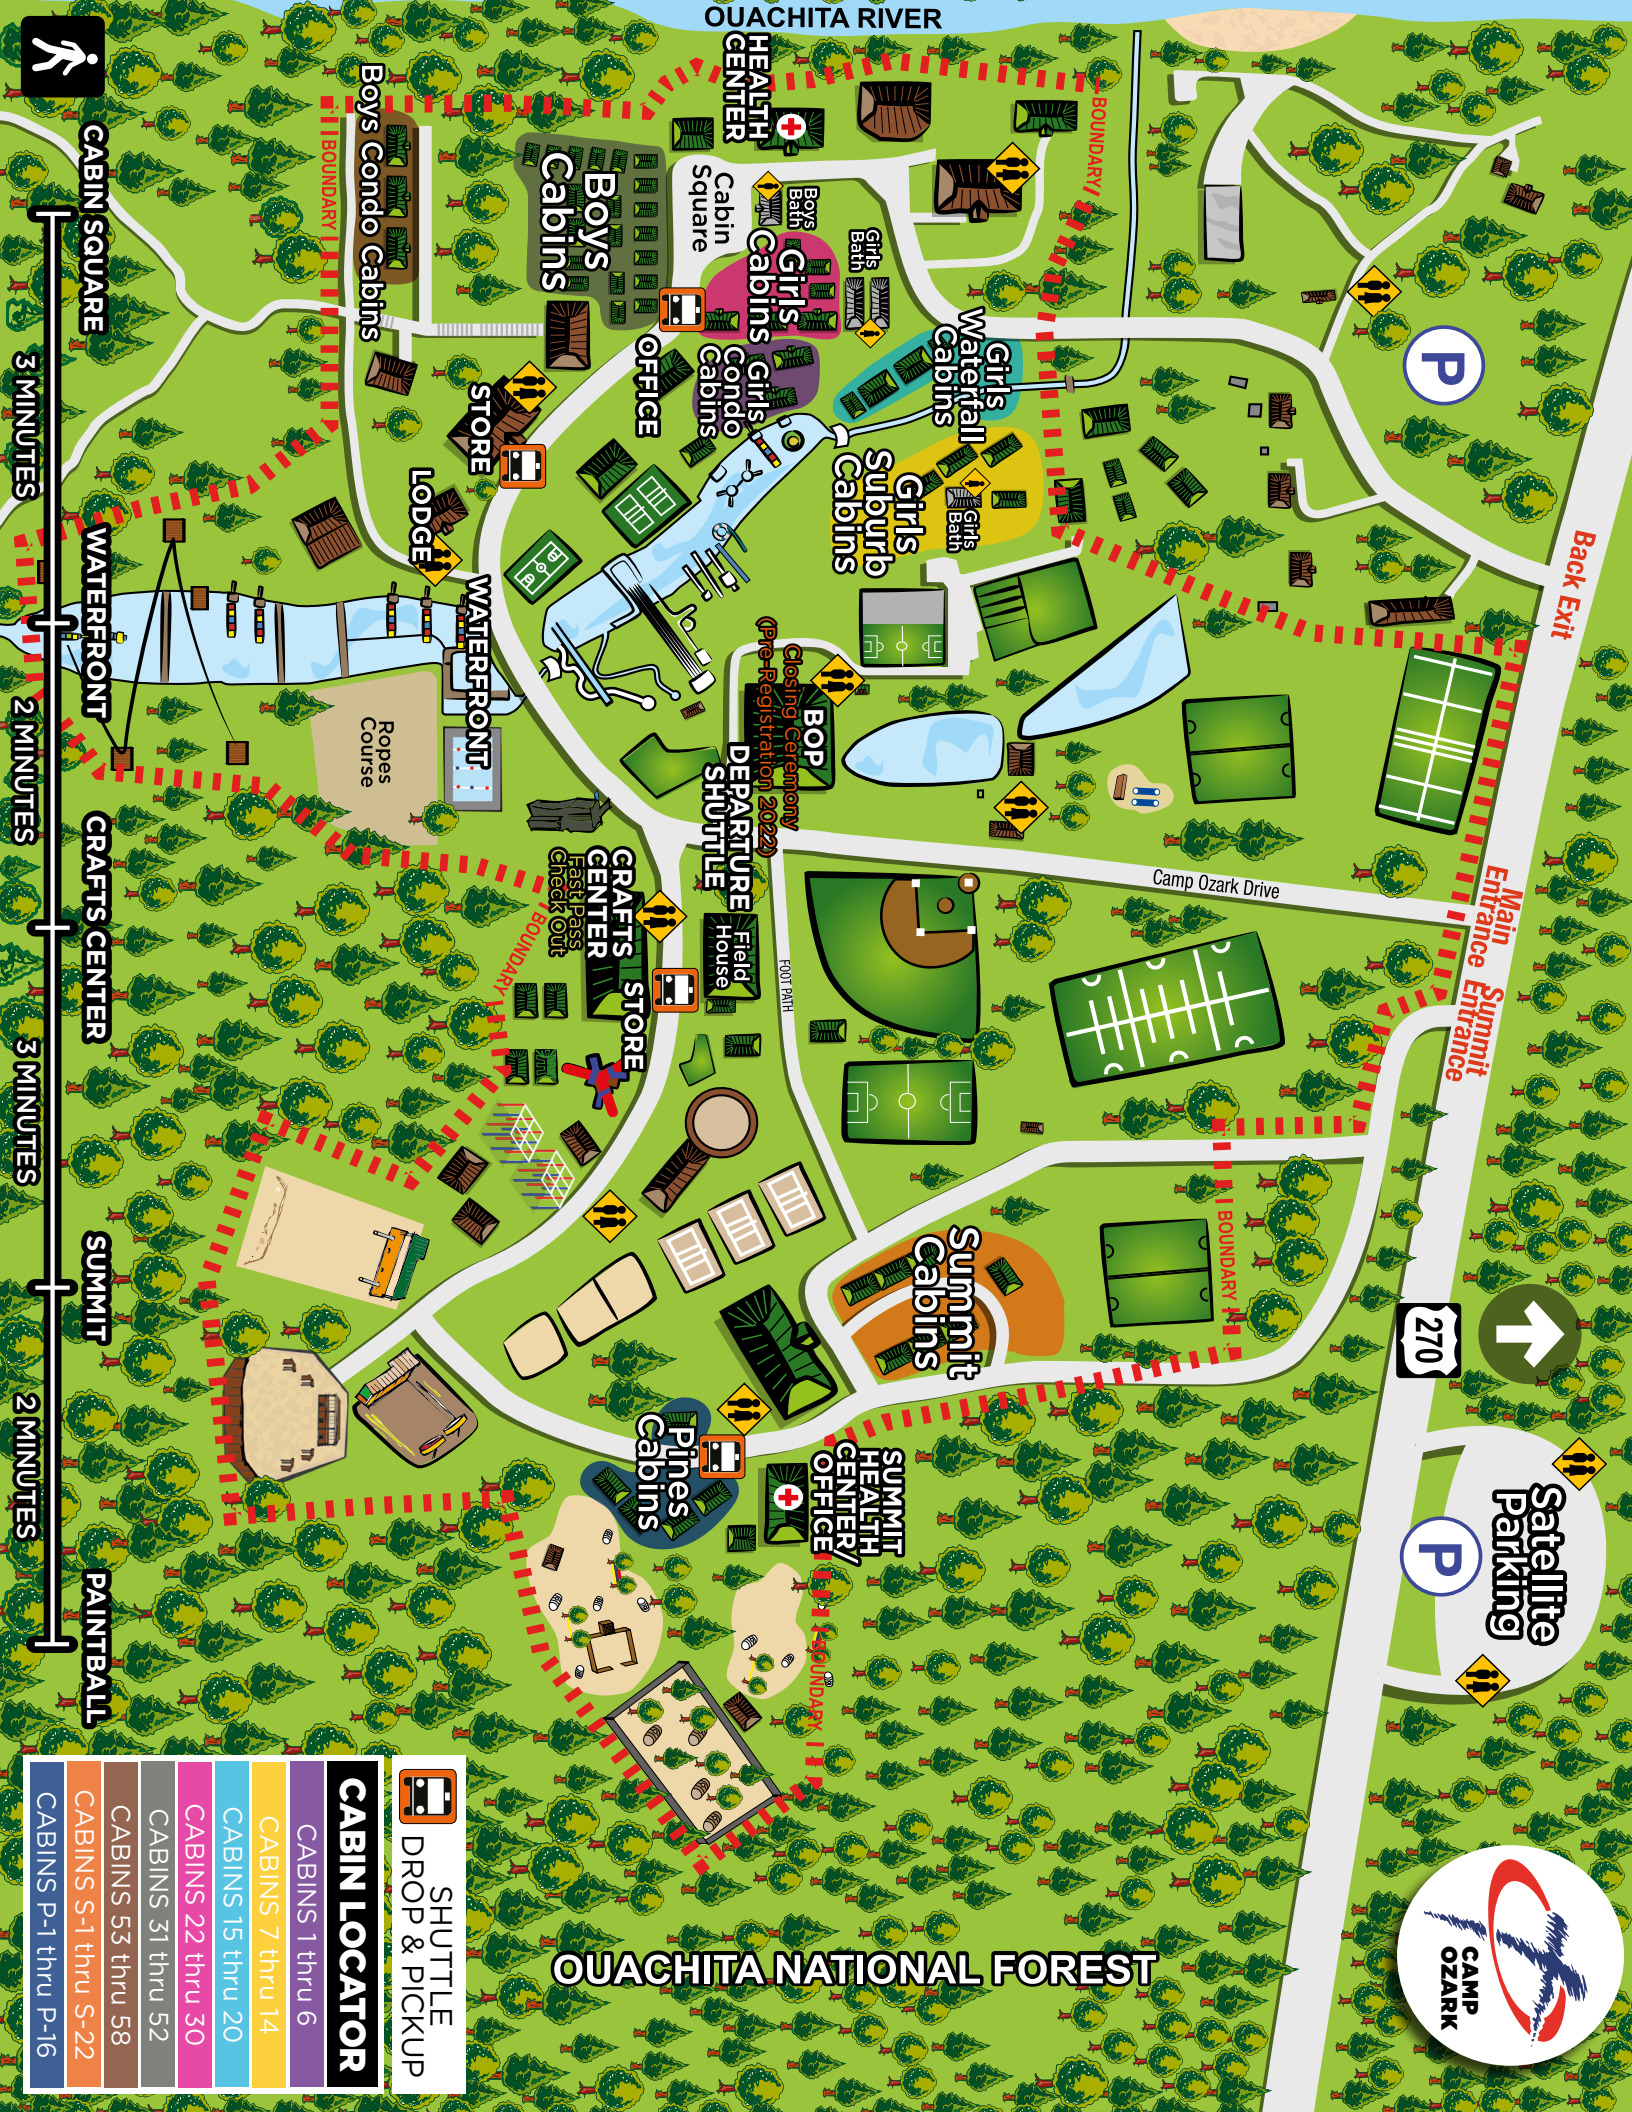 OUACHITA RIVER
HEALTH
CENTER
BOUNDARY
BOUNDARY
Boys Condo Cabins
Boys
Cabins
Cabin
Square
Boys
Bath
Girls
Bath
Girls
Cabins
Girls
Condo
Cabins
Girls
Waterfall
Cabins
Girls
Suburb
Cabins
Girls
Bath
OFFICE
STORE
LODGE
WATERFRONT
Ropes
Course
P
Back Exit
BOP
Closing Ceremony
(Pre-Registration 2022)
DEPARTURE
SHUTTLE
Field
House
CRAFTS
CENTER
Fast Pass
Check Out
STORE
BOUNDARY
FOOT PATH
Camp Ozark Drive
Main
Entrance
Summit
Entrance
BOUNDARY
Summit
Cabins
Pines
Cabins
SUMMIT
HEALTH
CENTER/
OFFICE
BOUNDARY
270
Satellite
Parking
P
CAMP
OZARK
OUACHITA NATIONAL FOREST
CABIN SQUARE
3 MINUTES
WATERFRONT
2 MINUTES
CRAFTS CENTER
3 MINUTES
SUMMIT
2 MINUTES
PAINTBALL
SHUTTLE
DROP & PICKUP
CABIN LOCATOR
CABINS 1 thru 6
CABINS 7 thru 14
CABINS 15 thru 20
CABINS 22 thru 30
CABINS 31 thru 52
CABINS 53 thru 58
CABINS S-1 thru S-22
CABINS P-1 thru P-16